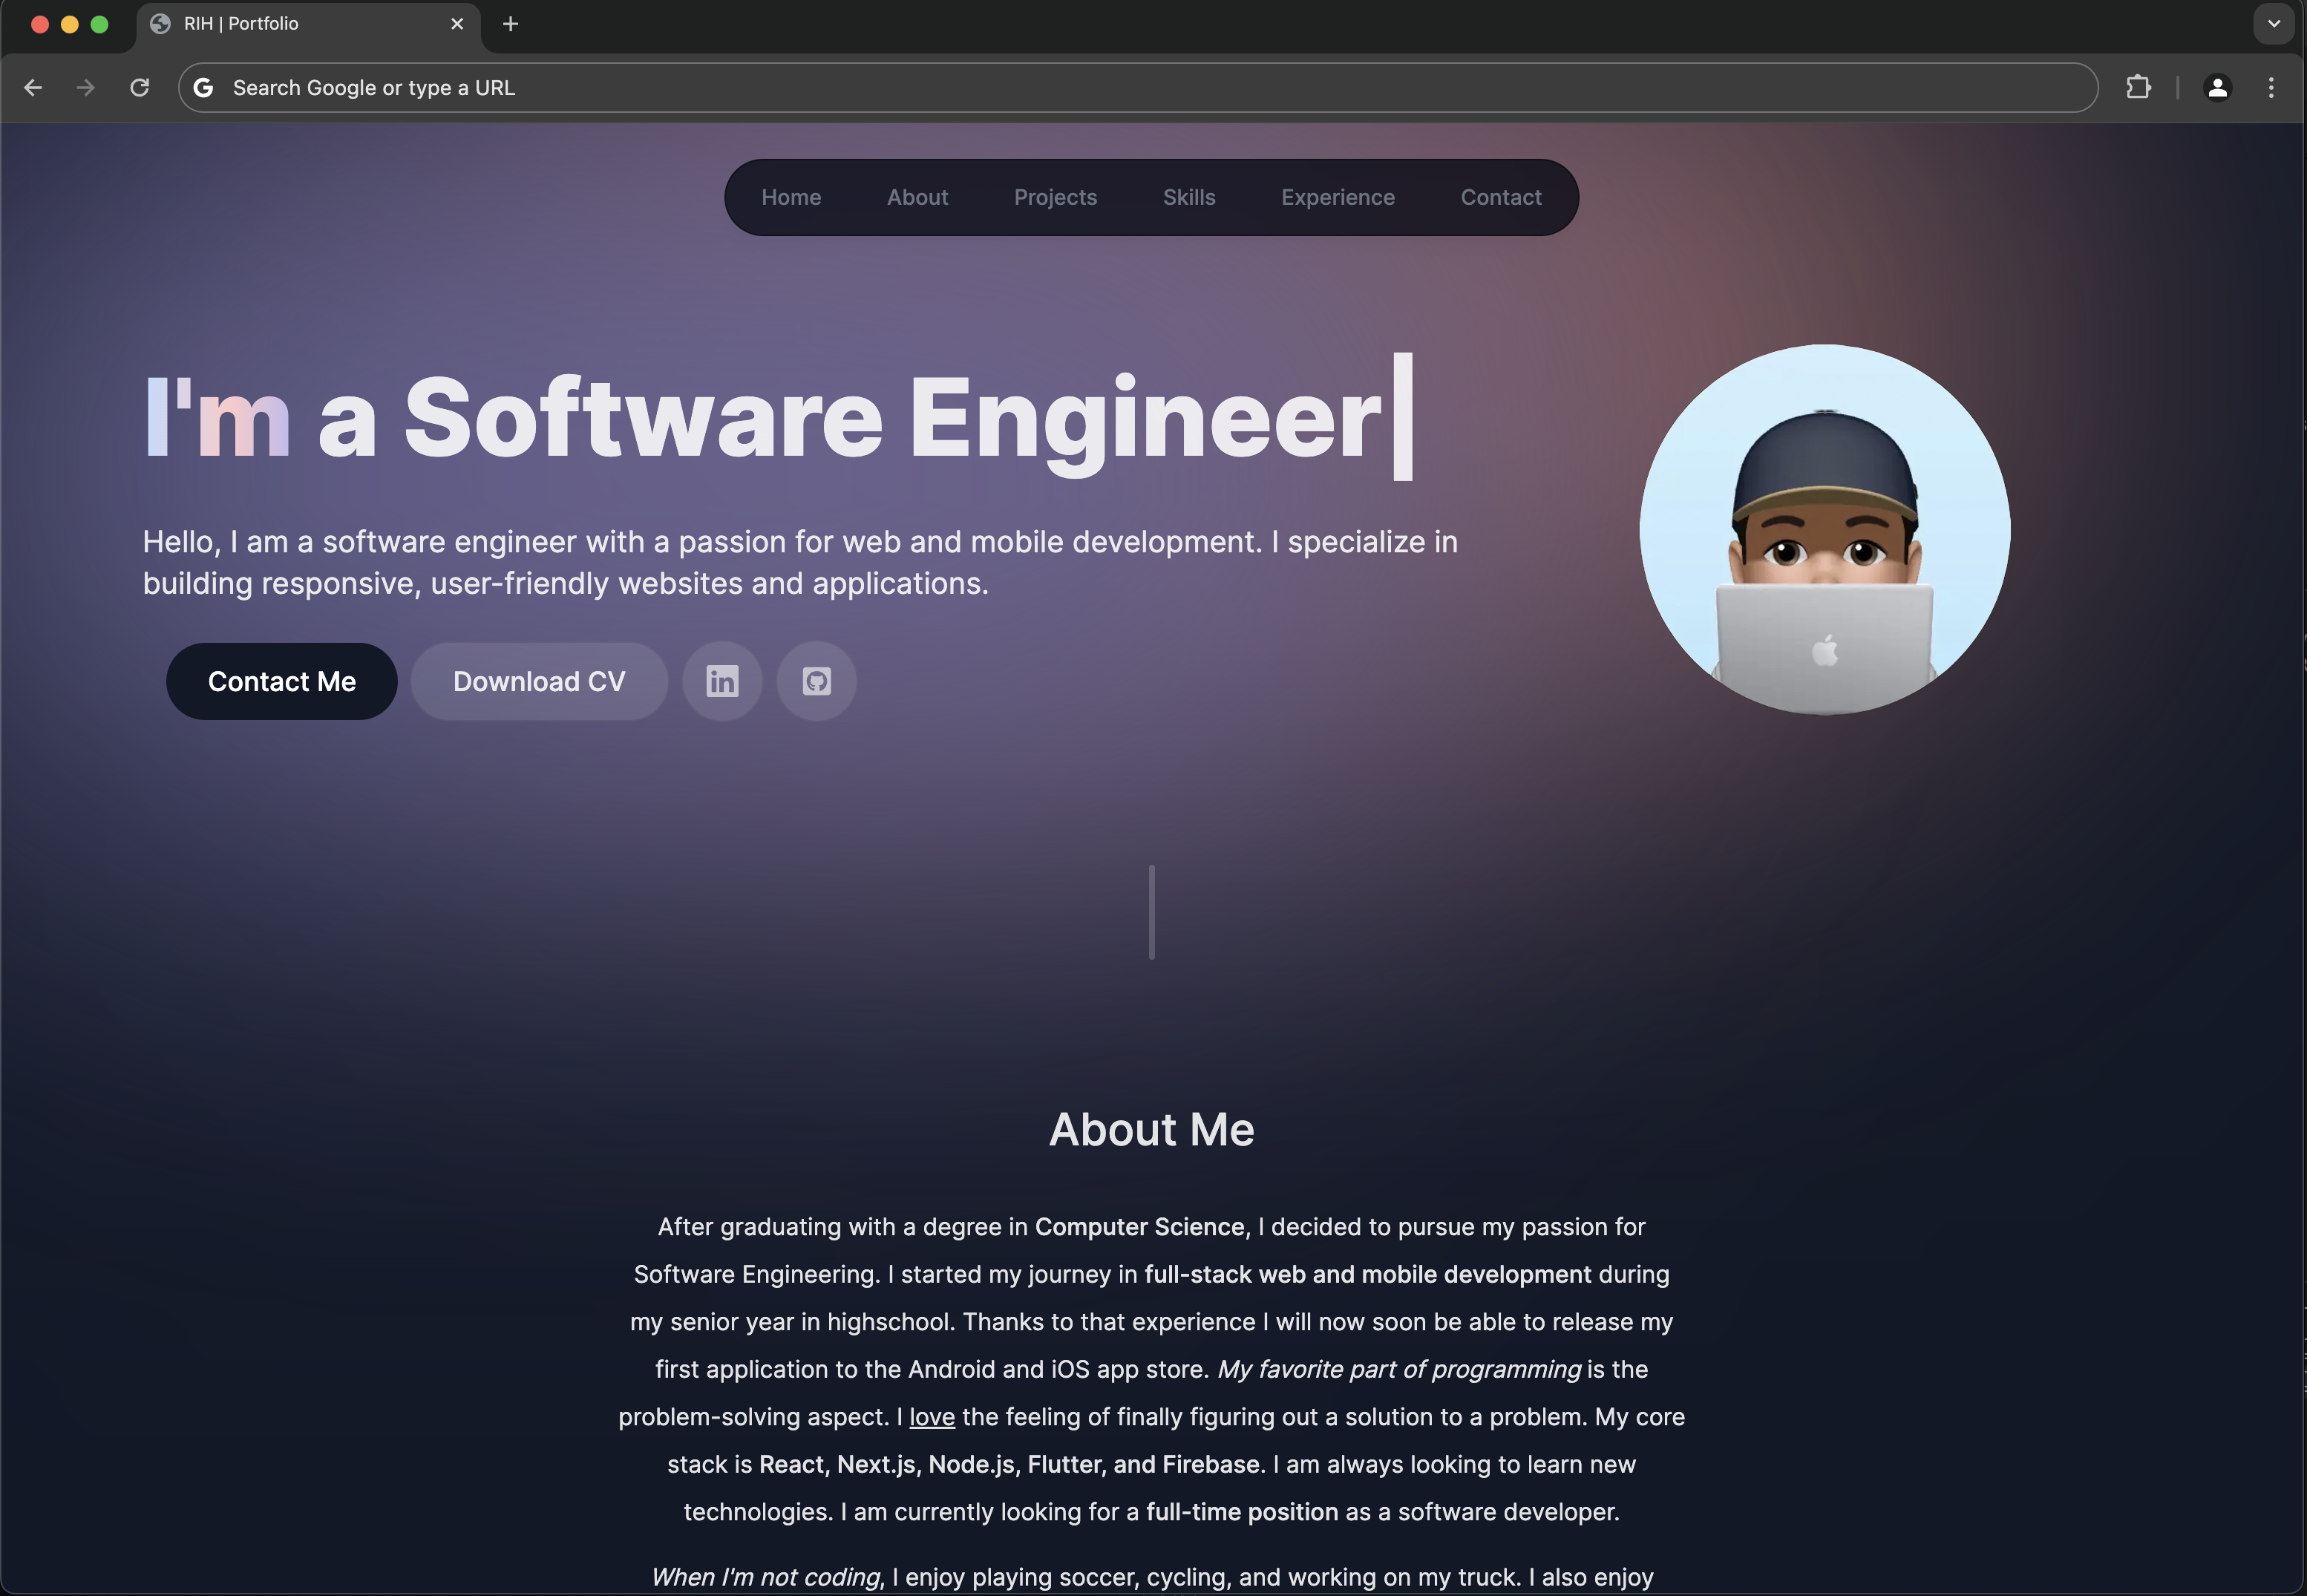 RIH | Portfolio
Search Google or type a URL
Home About Projects Skills Experience Contact
I'm a Software Engineer
Hello, I am a software engineer with a passion for web and mobile development. I specialize in
building responsive, user-friendly websites and applications.
Contact Me Download CV in
About Me
After graduating with a degree in Computer Science, I decided to pursue my passion for
Software Engineering. I started my journey in full-stack web and mobile development during
my senior year in highschool. Thanks to that experience I will now soon be able to release my
first application to the Android and iOS app store. My favorite part of programming is the
problem-solving aspect. I love the feeling of finally figuring out a solution to a problem. My core
stack is React, Next.js, Node.js, Flutter, and Firebase. I am always looking to learn new
technologies. I am currently looking for a full-time position as a software developer.
When I'm not coding, I enjoy playing soccer, cycling, and working on my truck. I also enjoy